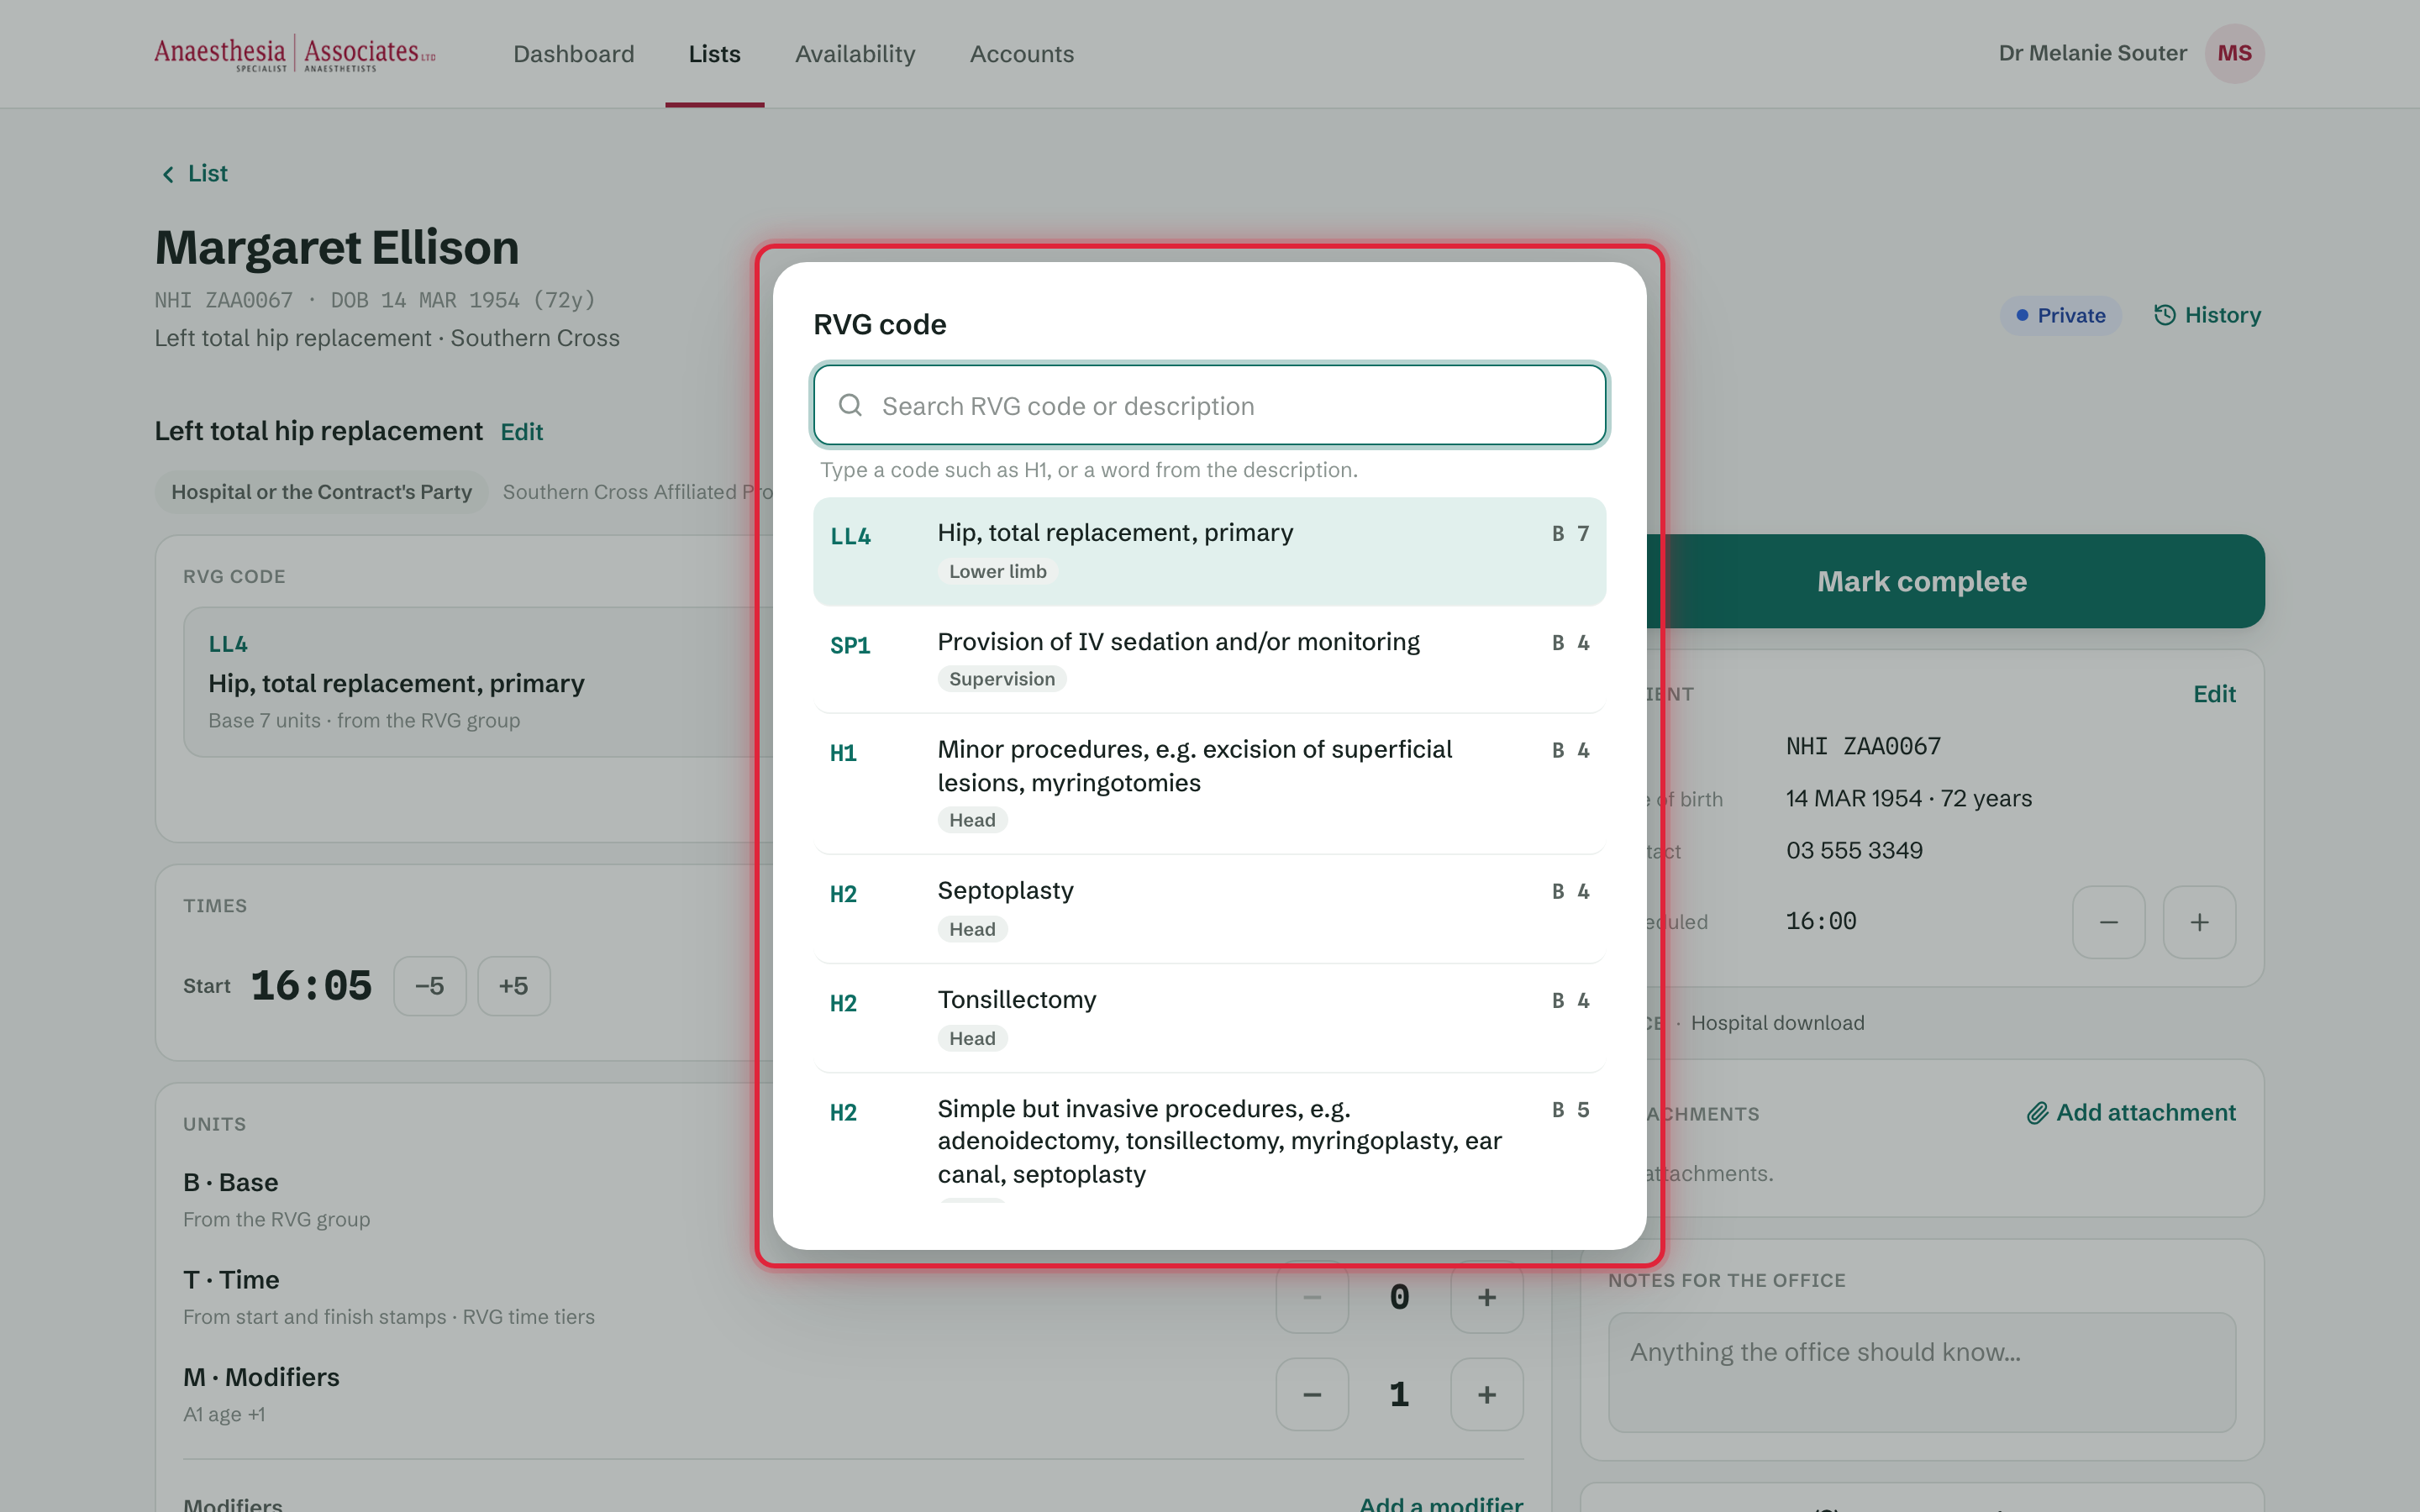 Anaesthesia Associates LTD
SPECIALIST ANAESTHETISTS
Dashboard
Lists
Availability
Accounts
Dr Melanie Souter
MS
List
Margaret Ellison
NHI ZAA0067 · DOB 14 MAR 1954 (72y)
Left total hip replacement · Southern Cross
Private
History
Left total hip replacement
Edit
Hospital or the Contract's Party
Southern Cross Affiliated
RVG CODE
LL4
Hip, total replacement, primary
Base 7 units · from the RVG group
TIMES
Start
16:05
−5
+5
UNITS
B · Base
From the RVG group
T · Time
From start and finish stamps · RVG time tiers
−
0
+
M · Modifiers
A1 age +1
−
1
+
Modifiers
Add a modifier
RVG code
Search RVG code or description
Type a code such as H1, or a word from the description.
LL4
Hip, total replacement, primary
B 7
Lower limb
SP1
Provision of IV sedation and/or monitoring
B 4
Supervision
H1
Minor procedures, e.g. excision of superficial
lesions, myringotomies
B 4
Head
H2
Septoplasty
B 4
Head
H2
Tonsillectomy
B 4
Head
H2
Simple but invasive procedures, e.g.
adenoidectomy, tonsillectomy, myringoplasty, ear
canal, septoplasty
B 5
Mark complete
Edit
NHI ZAA0067
of birth
14 MAR 1954 · 72 years
03 555 3349
16:00
−
+
· Hospital download
Add attachment
attachments.
NOTES FOR THE OFFICE
Anything the office should know...